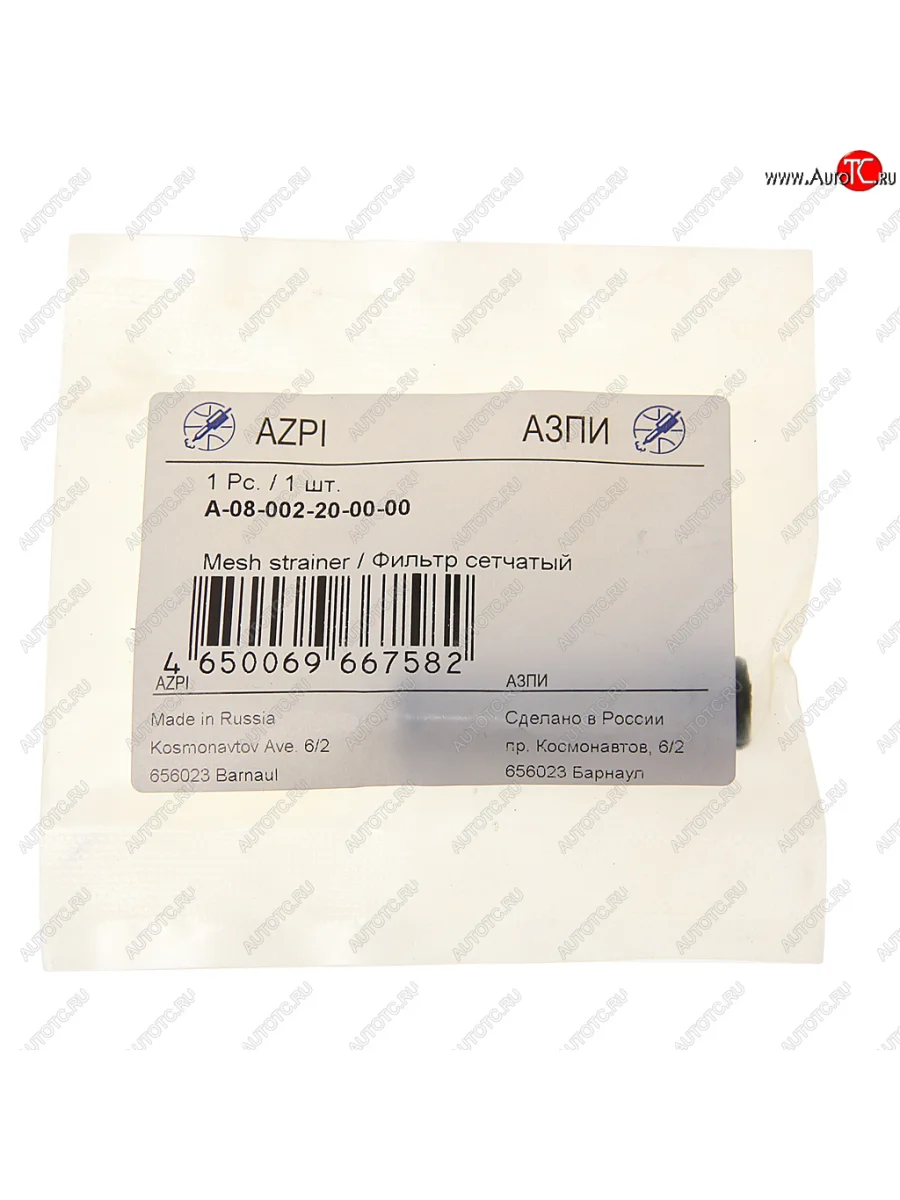 www.AutoTC.ru
AZPI АЗПИ
1 Pc. / 1 шт.
A-08-002-20-00-00
Mesh strainer / Фильтр сетчатый
4 650069 667582
AZPI АЗПИ
Made in Russia Сделано в России
Kosmonavtov Ave. 6/2 пр. Космонавтов, 6/2
656023 Barnaul 656023 Барнаул
AUTOTC.RU